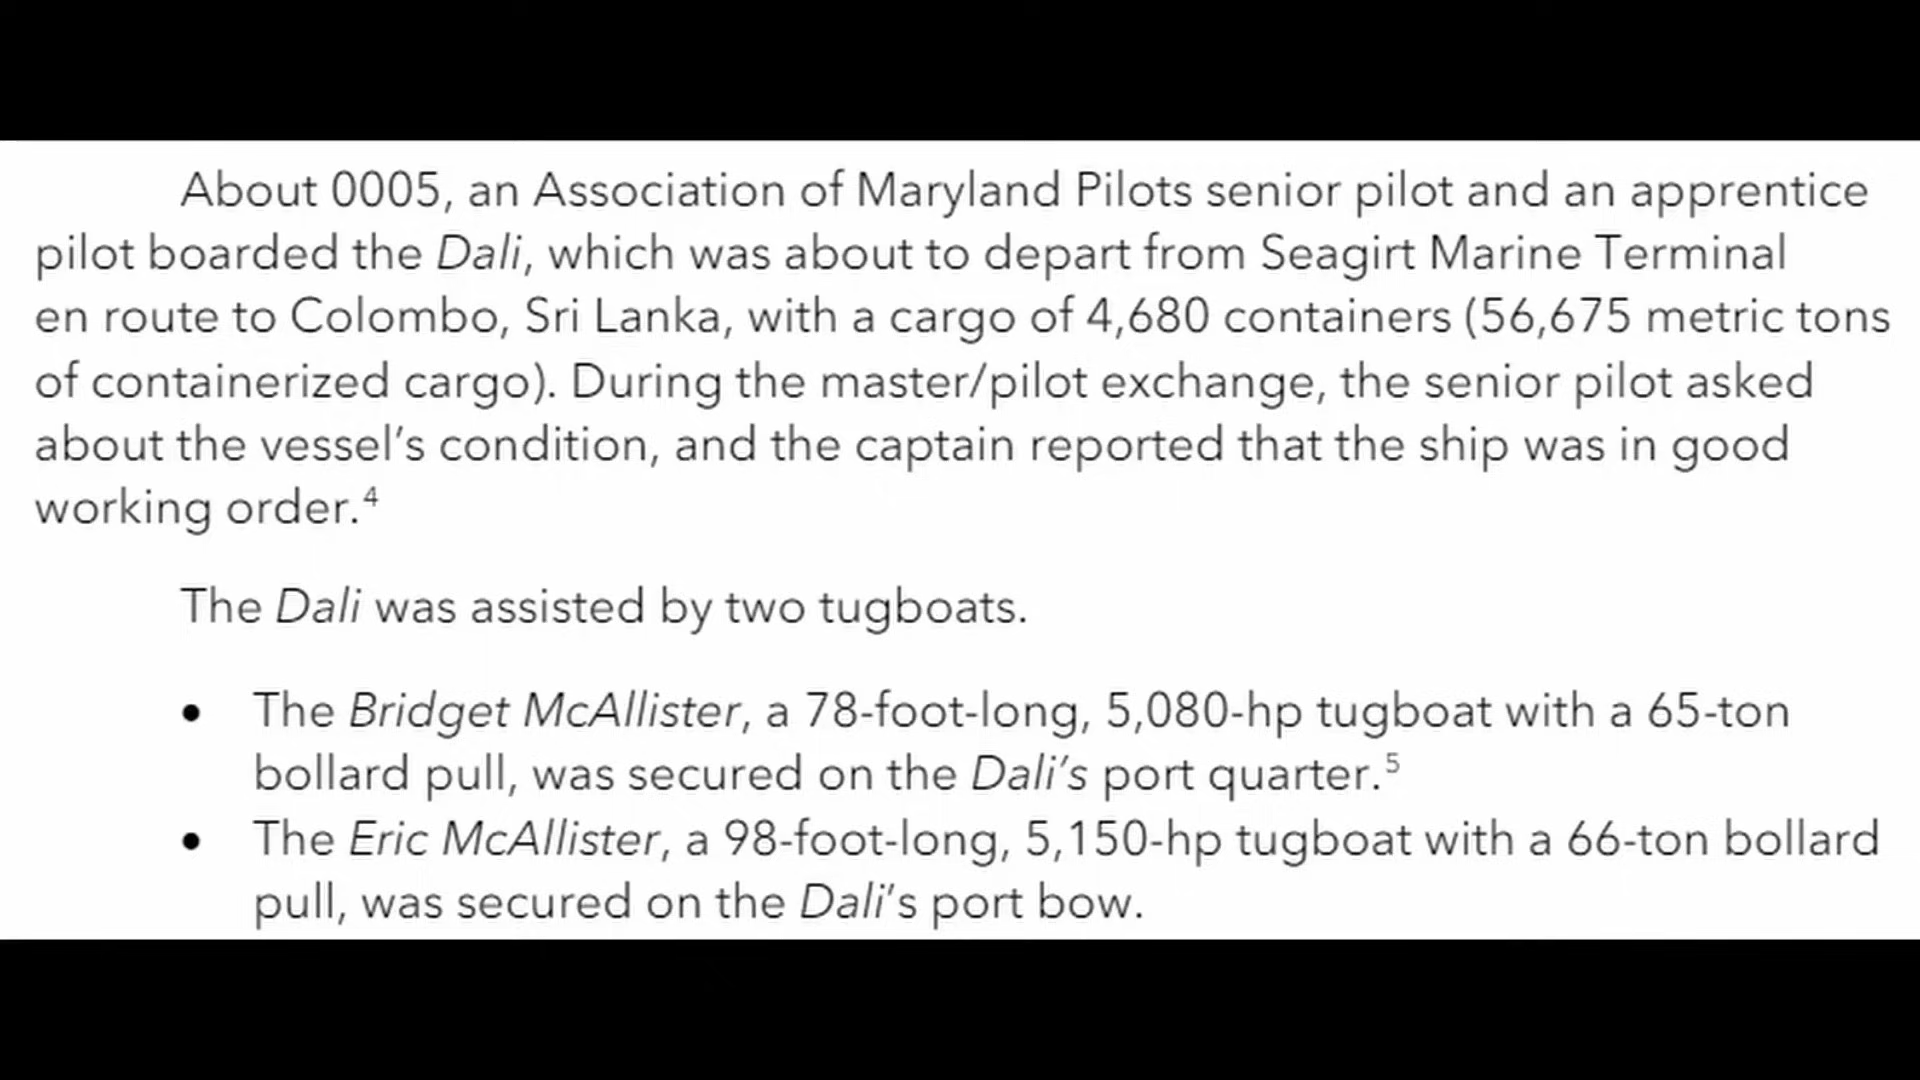 About 0005, an Association of Maryland Pilots senior pilot and an apprentice
pilot boarded the Dali, which was about to depart from Seagirt Marine Terminal
en route to Colombo, Sri Lanka, with a cargo of 4,680 containers (56,675 metric tons
of containerized cargo). During the master/pilot exchange, the senior pilot asked
about the vessel’s condition, and the captain reported that the ship was in good
working order.4
The Dali was assisted by two tugboats.
• The Bridget McAllister, a 78-foot-long, 5,080-hp tugboat with a 65-ton
bollard pull, was secured on the Dali’s port quarter.5
• The Eric McAllister, a 98-foot-long, 5,150-hp tugboat with a 66-ton bollard
pull, was secured on the Dali’s port bow.